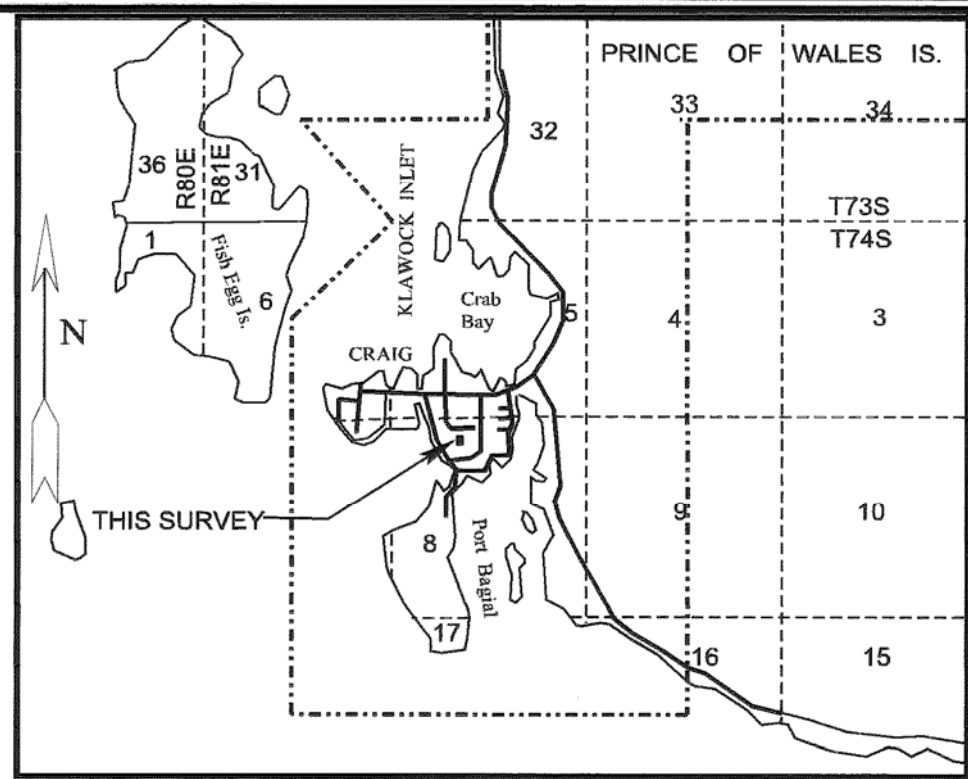 PRINCE OF WALES IS.
33
34
32
36
R80E
R81E
31
KLAWOCK INLET
T73S
T74S
1
Fish Egg Is.
6
Crab
Bay
5
4
3
N
CRAIG
THIS SURVEY
8
Port Bagial
9
10
17
16
15